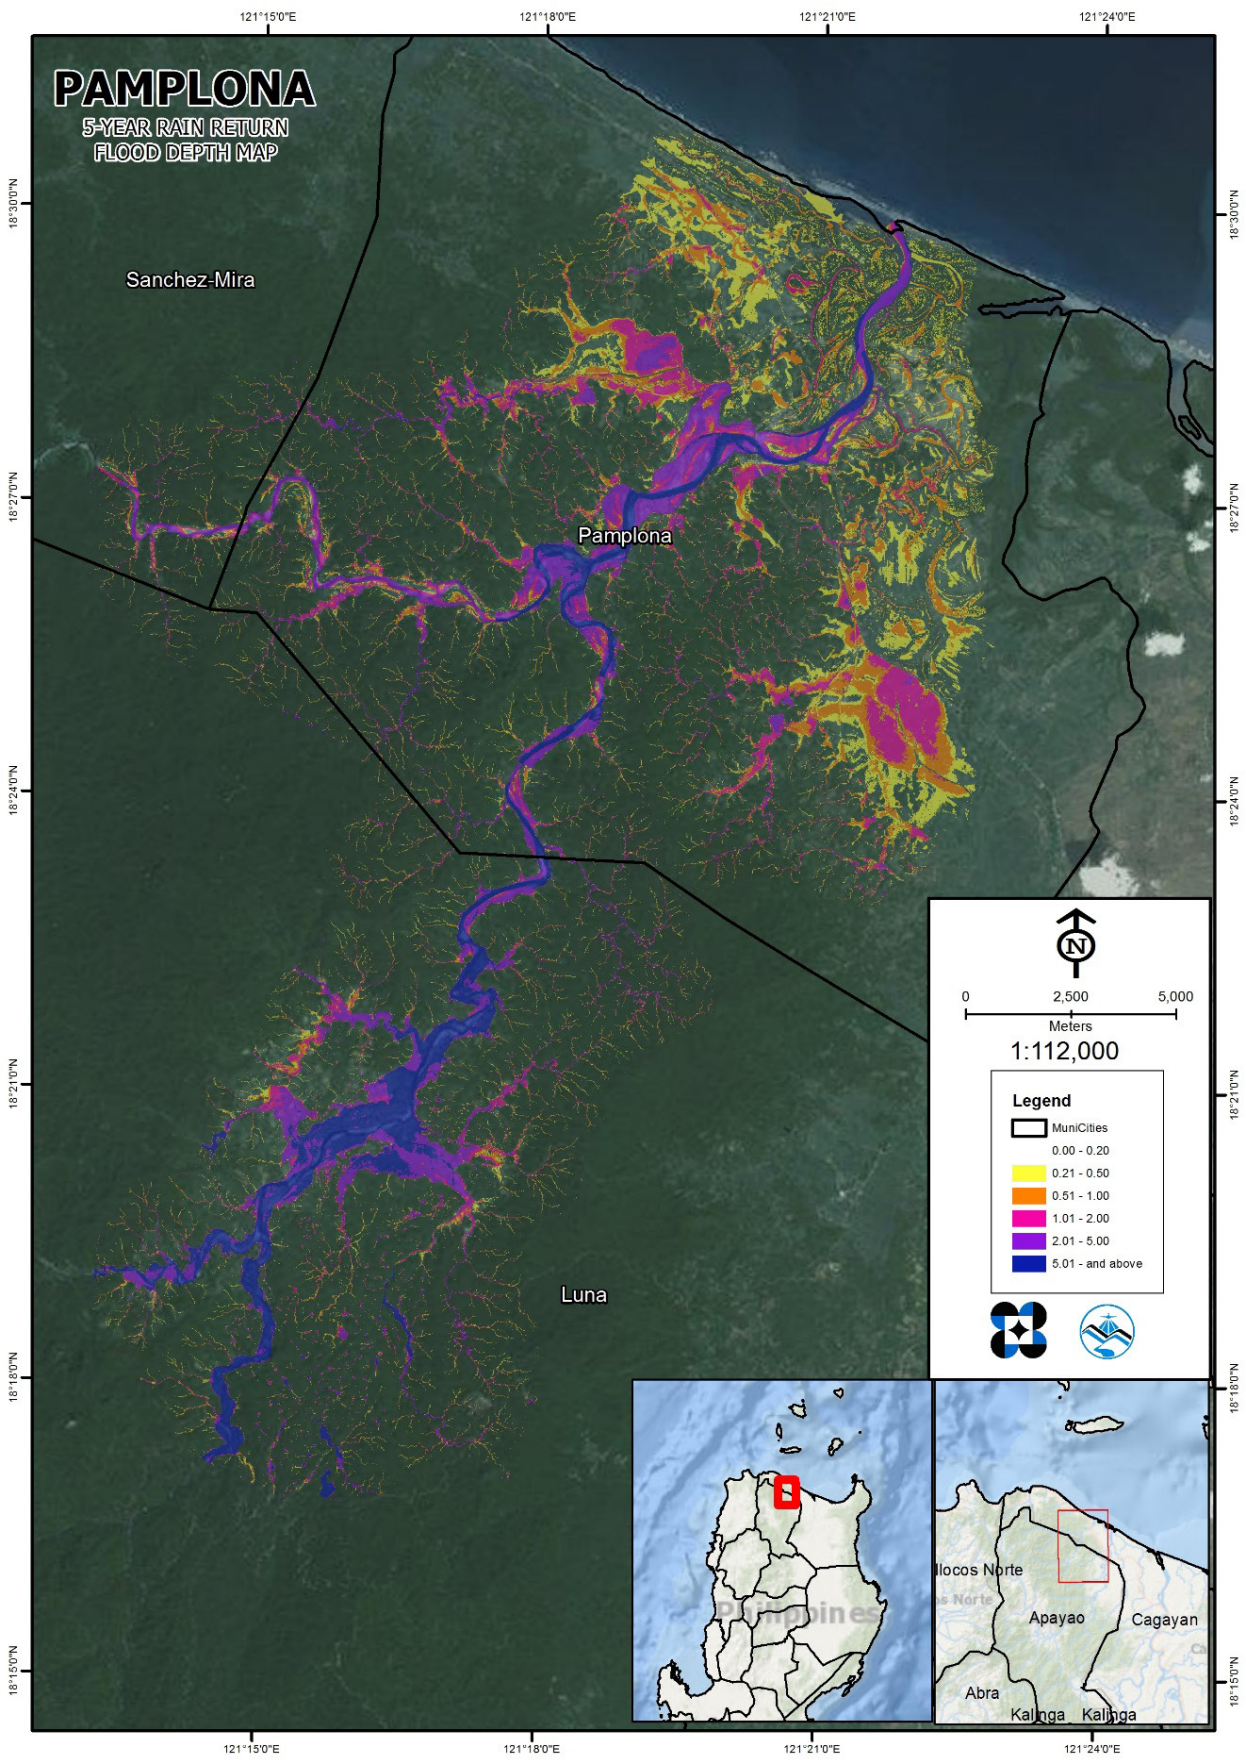 121°15'0"E
121°18'0"E
121°21'0"E
121°24'0"E
PAMPLONA
5-YEAR RAIN RETURN
FLOOD DEPTH MAP
18°30'0"N
18°30'0"N
Sanchez-Mira
18°27'0"N
18°27'0"N
Pamplona
18°24'0"N
18°24'0"N
N
0 2,500 5,000
Meters
1:112,000
18°21'0"N
18°21'0"N
Legend
MuniCities
0.00 - 0.20
0.21 - 0.50
0.51 - 1.00
1.01 - 2.00
2.01 - 5.00
5.01 - and above
Luna
18°18'0"N
18°18'0"N
Philippines
Ilocos Norte
os Norte
Apayao
Cagayan
Ca
Abra
Kalinga
Kalinga
18°15'0"N
18°15'0"N
121°15'0"E
121°18'0"E
121°21'0"E
121°24'0"E